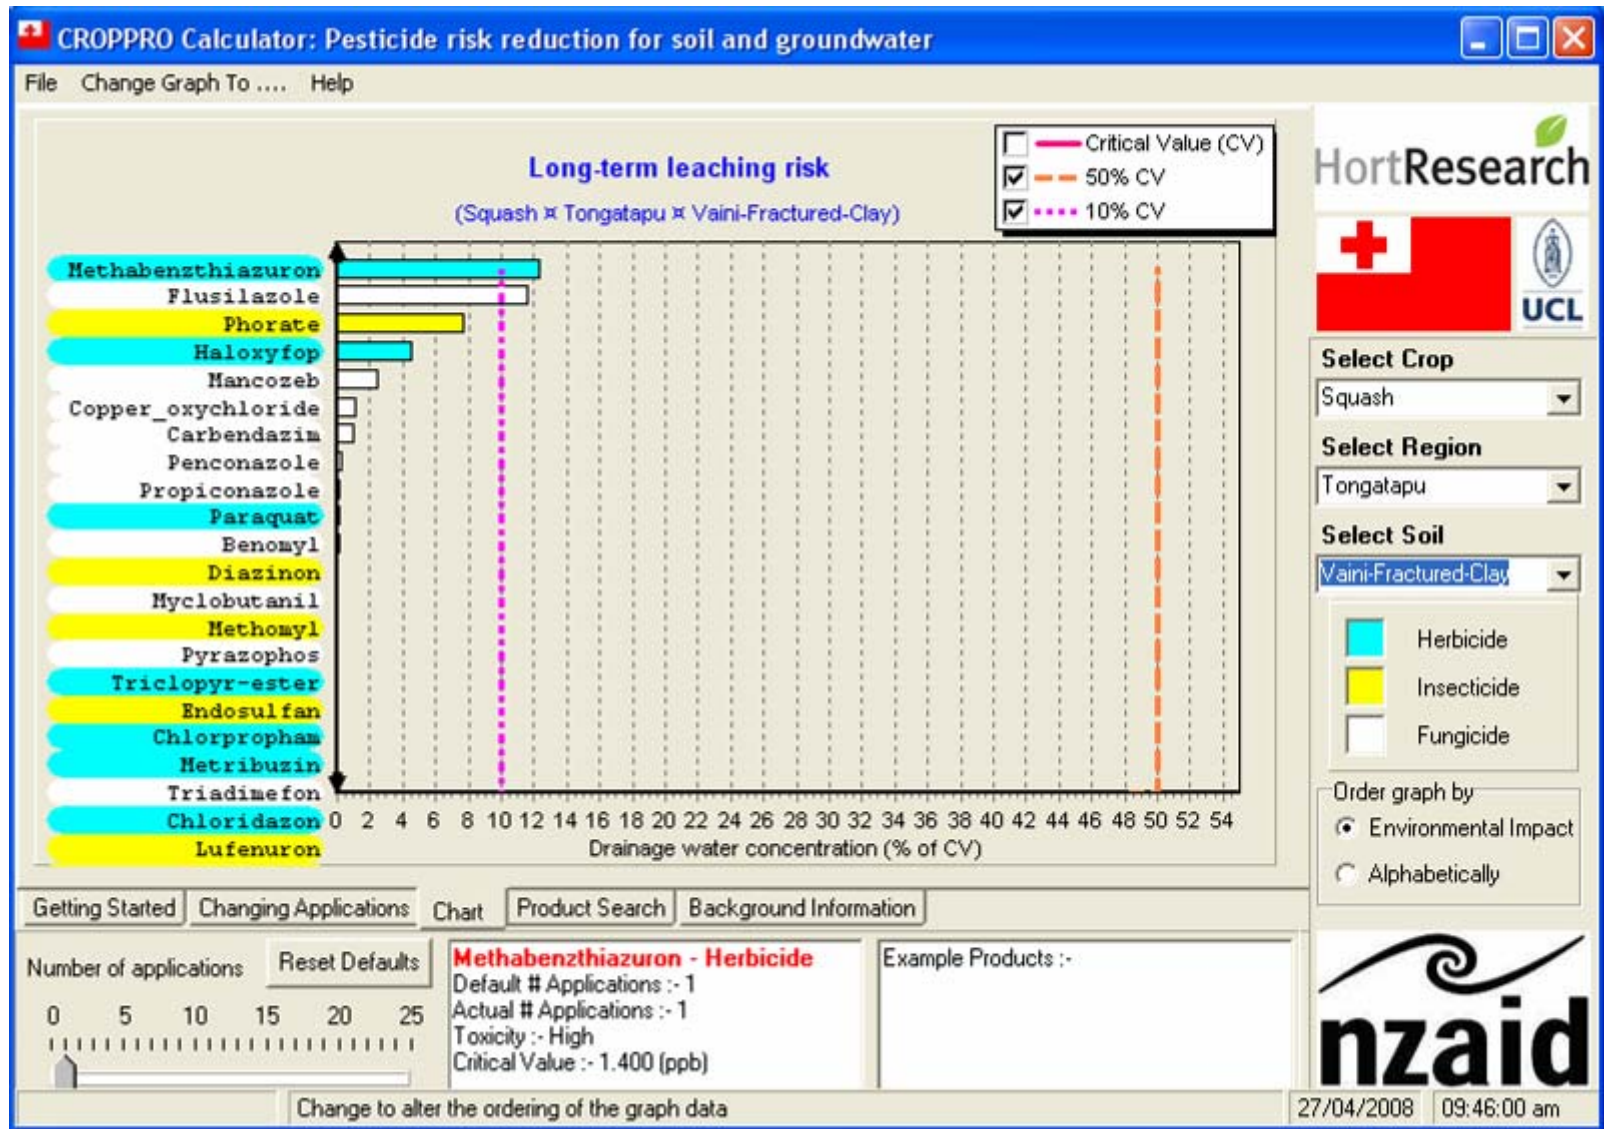 CROPPRO Calculator: Pesticide risk reduction for soil and groundwater
File Change Graph To .... Help
Long-term leaching risk
(Squash ¤ Tongatapu ¤ Vaini-Fractured-Clay)
Critical Value (CV)
50% CV
10% CV
Methabenzthiazuron
Flusilazole
Phorate
Haloxyfop
Mancozeb
Copper_oxychloride
Carbendazim
Penconazole
Propiconazole
Paraquat
Benomyl
Diazinon
Myclobutanil
Methomyl
Pyrazophos
Triclopyr-ester
Endosulfan
Chlorpropham
Metribuzin
Triadimefon
Chloridazon
Lufenuron
0 2 4 6 8 10 12 14 16 18 20 22 24 26 28 30 32 34 36 38 40 42 44 46 48 50 52 54
Drainage water concentration (% of CV)
HortResearch
UCL
Select Crop
Squash
Select Region
Tongatapu
Select Soil
Vaini-Fractured-Clay
Herbicide
Insecticide
Fungicide
Order graph by
Environmental Impact
Alphabetically
Getting Started Changing Applications Chart Product Search Background Information
Number of applications Reset Defaults
0 5 10 15 20 25
Methabenzthiazuron - Herbicide
Default # Applications :- 1
Actual # Applications :- 1
Toxicity :- High
Critical Value :- 1.400 (ppb)
Example Products :-
nzaid
Change to alter the ordering of the graph data
27/04/2008 09:46:00 am